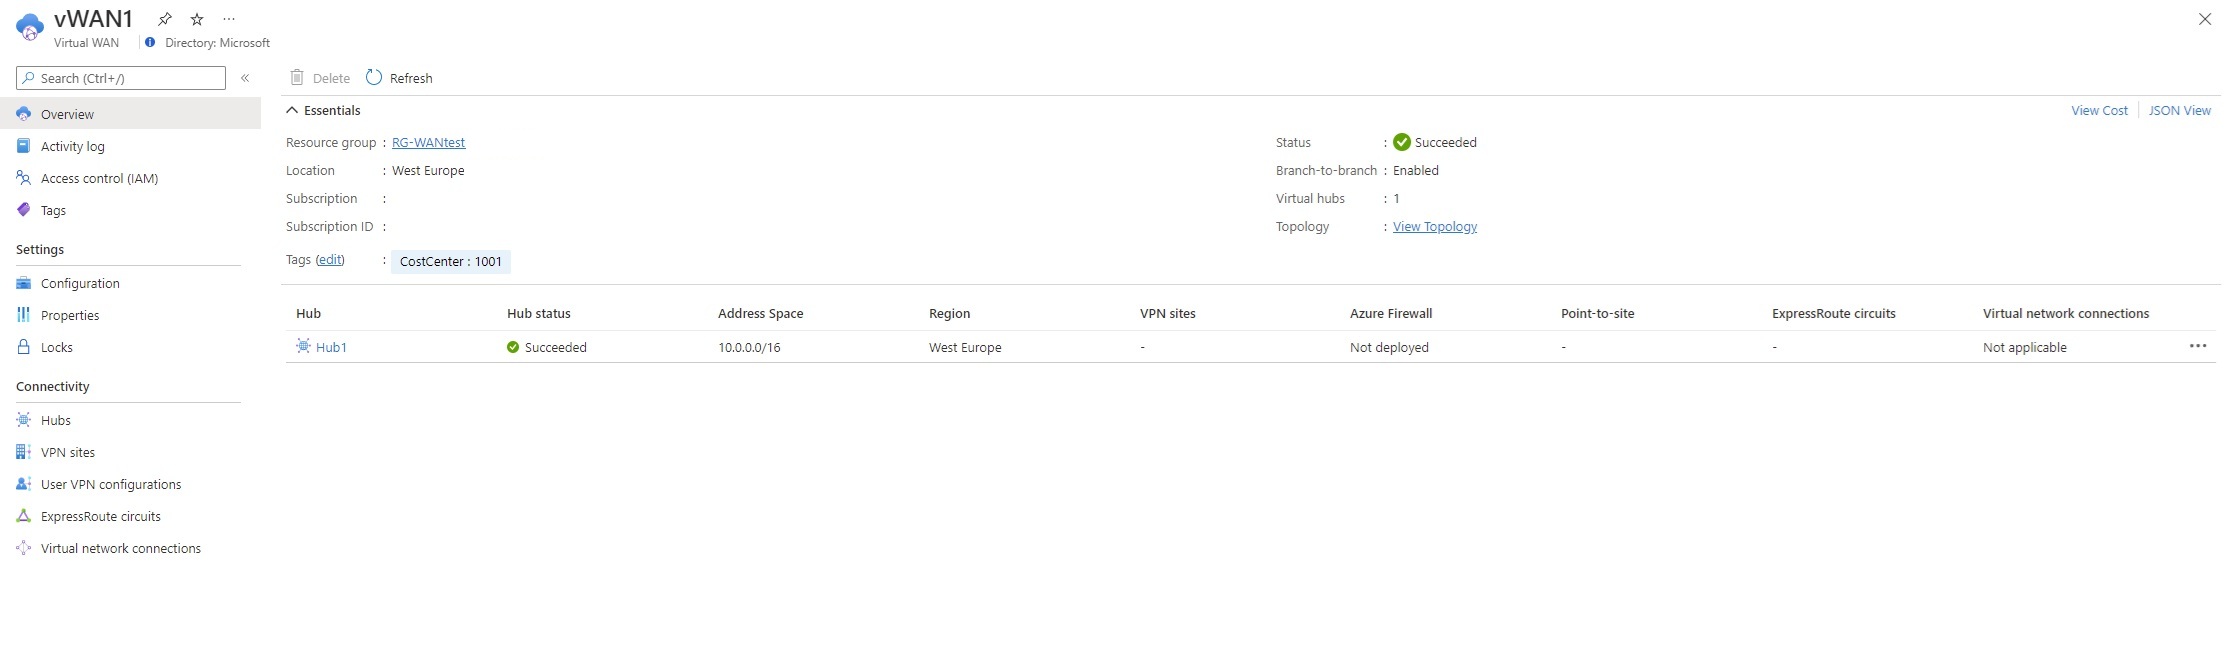 vWAN1
Virtual WAN
Directory: Microsoft
Search (Ctrl+/)
«
Overview
Activity log
Access control (IAM)
Tags
Settings
Configuration
Properties
Locks
Connectivity
Hubs
VPN sites
User VPN configurations
ExpressRoute circuits
Virtual network connections
Delete Refresh
Essentials View Cost JSON View
Resource group : RG-WANtest
Location : West Europe
Subscription :
Subscription ID :
Tags (edit) : CostCenter : 1001
Status : Succeeded
Branch-to-branch : Enabled
Virtual hubs : 1
Topology : View Topology
Hub Hub status Address Space Region VPN sites Azure Firewall Point-to-site ExpressRoute circuits Virtual network connections
Hub1 Succeeded 10.0.0.0/16 West Europe - Not deployed - - Not applicable